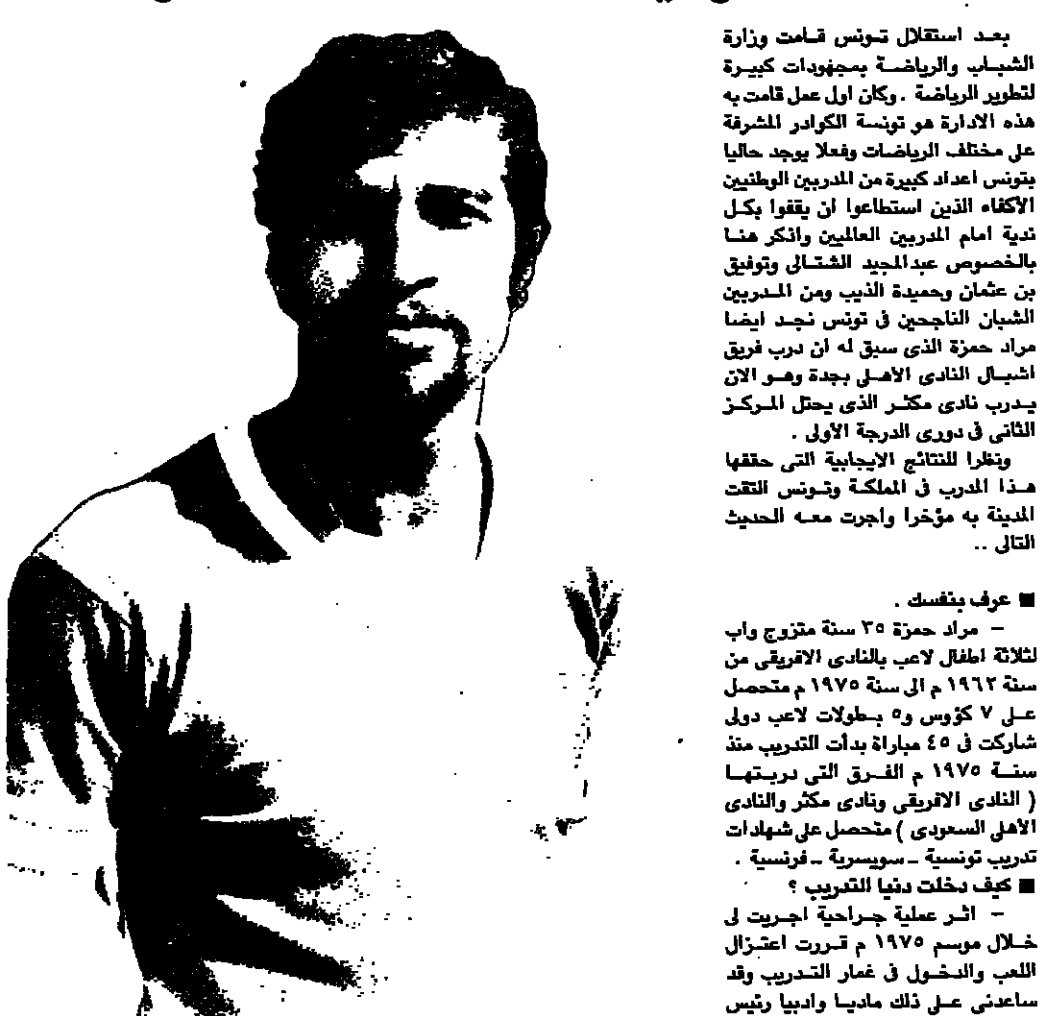 بعد استقلال تونس قامت وزارة
الشباب والرياضة بمجهودات كبيرة
لتطوير الرياضة . وكان اول عمل قامت به
هذه الادارة هو تونسة الكوادر المشرفة
على مختلف الرياضات وفعلا يوجد حاليا
بتونس اعداد كبيرة من المدربين الوطنيين
الأكفاء الذين استطاعوا ان يقفوا بكل
ندية امام المدربين العالميين واذكر هنا
بالخصوص عبدالمجيد الشتالى وتوفيق
بن عثمان وحميدة الذيب ومن المدربين
الشبان الناجحين فى تونس نجد ايضا
مراد حمزة الذى سبق له ان درب فريق
اشبال النادى الأهلى بجدة وهو الان
يدرب نادى مكثر الذى يحتل المركز
الثانى فى دورى الدرجة الأولى .
ونظرا للنتائج الايجابية التى حققها
هذا المدرب فى المملكة وتونس التقت
المدينة به مؤخرا واجرت معه الحديث
التالى ..
■ عرف بنفسك .
– مراد حمزة ٣٥ سنة متزوج واب
لثلاثة اطفال لاعب بالنادى الافريقى من
سنة ١٩٦٢ م الى سنة ١٩٧٥ م متحصل
على ٧ كؤوس و٥ بطولات لاعب دولى
شاركت فى ٤٥ مباراة بدأت التدريب منذ
سنة ١٩٧٥ م الفرق التى دربتها
( النادى الافريقى ونادى مكثر والنادى
الأهلى السعودى ) متحصل على شهادات
تدريب تونسية ـ سويسرية ـ فرنسية .
■ كيف دخلت دنيا التدريب ؟
– اثر عملية جراحية اجريت لى
خلال موسم ١٩٧٥ م قررت اعتزال
اللعب والدخول فى غمار التدريب وقد
ساعدنى على ذلك ماديا وادبيا رئيس